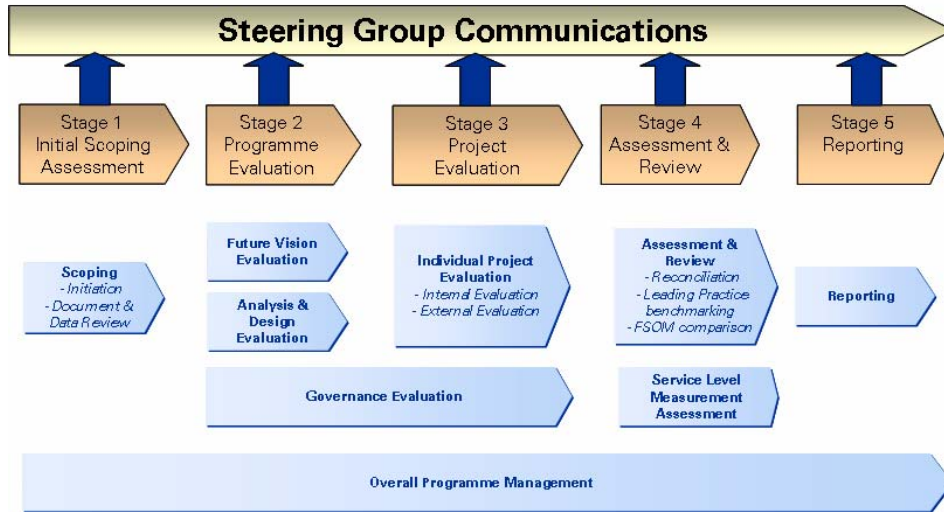 Steering Group Communications
Stage 1
Initial Scoping
Assessment
Stage 2
Programme
Evaluation
Stage 3
Project
Evaluation
Stage 4
Assessment &
Review
Stage 5
Reporting
Scoping
- Initiation
- Document &
Data Review
Future Vision
Evaluation
Analysis &
Design
Evaluation
Individual Project
Evaluation
- Internal Evaluation
- External Evaluation
Assessment &
Review
- Reconciliation
- Leading Practice
benchmarking
- FSOM comparison
Reporting
Governance Evaluation
Service Level
Measurement
Assessment
Overall Programme Management